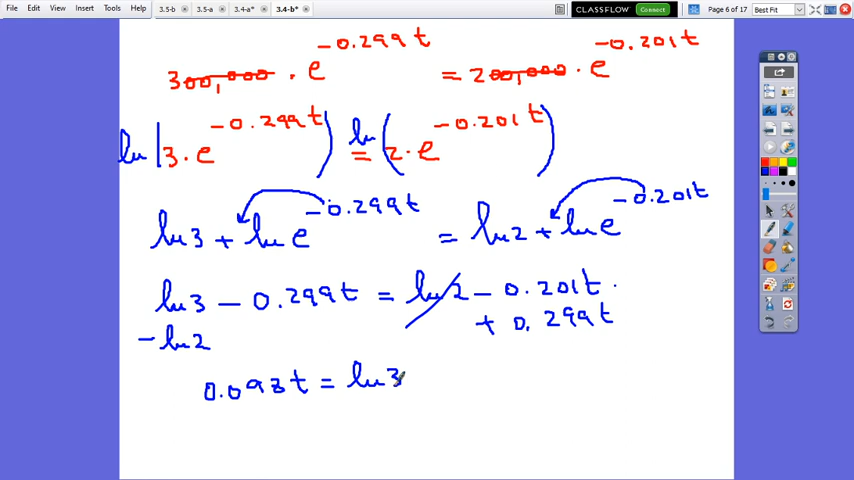 File Edit View Insert Tools Help 3.5-b 3.5-a 3.4-a* 3.4-b* CLASSFLOW Connect Page 6 of 17 Best Fit
300,000 · e^-0.299t = 200,000 · e^-0.201t
ln(3 · e^-0.299t) = ln(2 · e^-0.201t)
ln3 + ln e^-0.299t = ln2 + ln e^-0.201t
ln3 - 0.299t = ln2 - 0.201t
-ln2 + 0.299t
0.098t = ln3